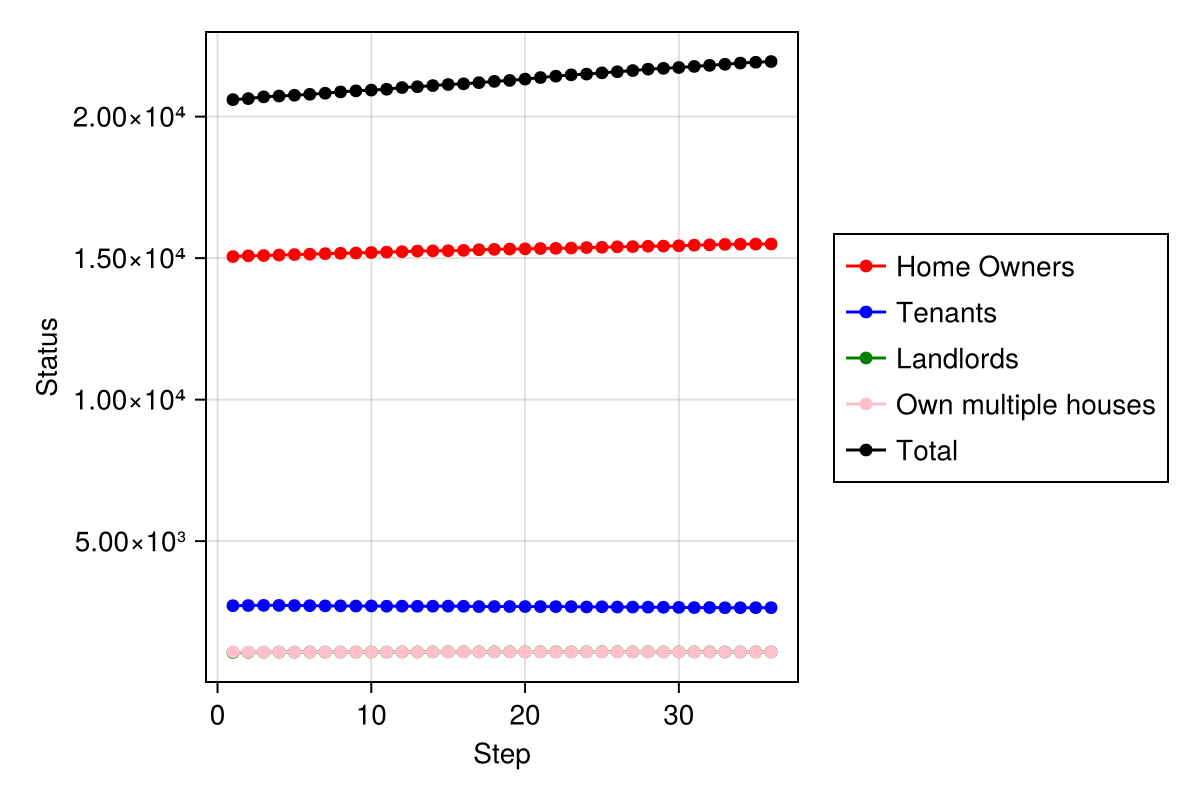 2.00×10⁴
1.50×10⁴
1.00×10⁴
5.00×10³
Status
0 10 20 30
Step
Home Owners
Tenants
Landlords
Own multiple houses
Total